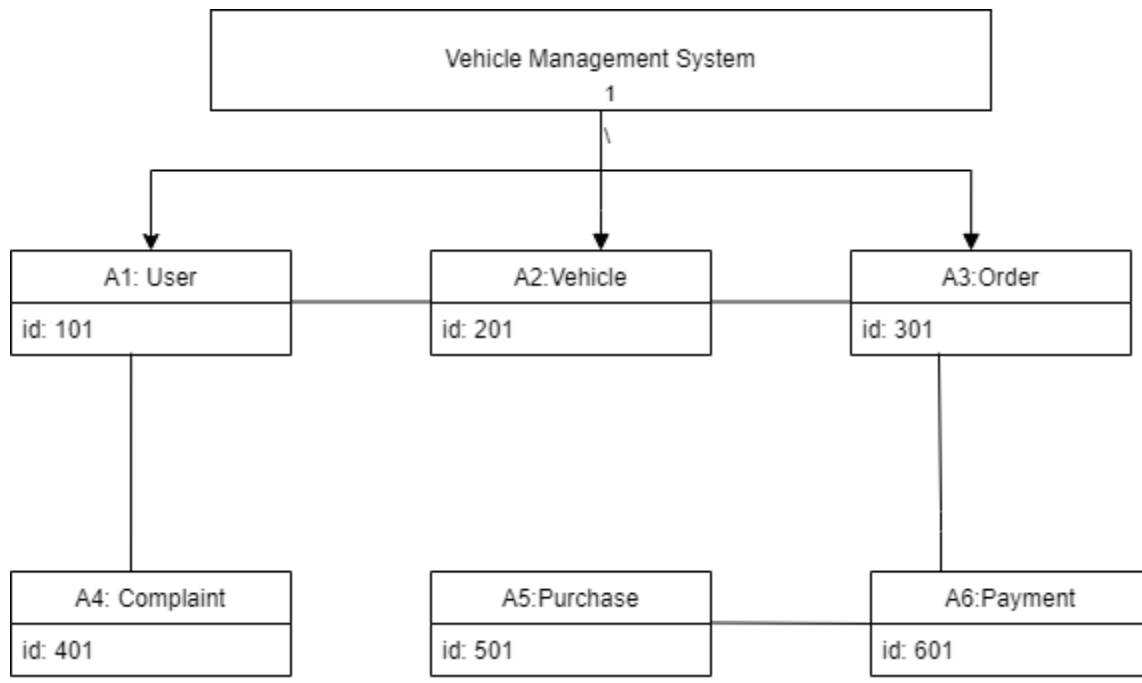 Vehicle Management System
1
\
A1: User
A2:Vehicle
A3:Order
id: 101
id: 201
id: 301
A4: Complaint
A5:Purchase
A6:Payment
id: 401
id: 501
id: 601